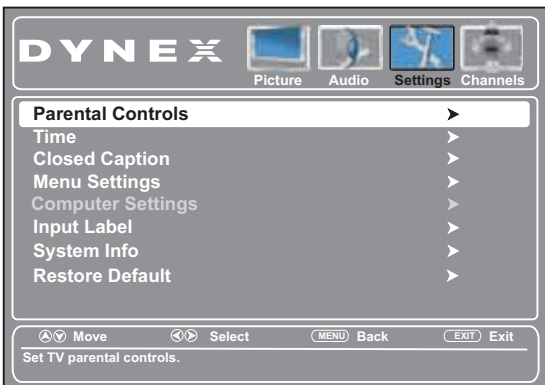 DYNEX
Picture Audio Settings Channels
Parental Controls
Time
Closed Caption
Menu Settings
Computer Settings
Input Label
System Info
Restore Default
Move Select MENU Back EXIT Exit
Set TV parental controls.